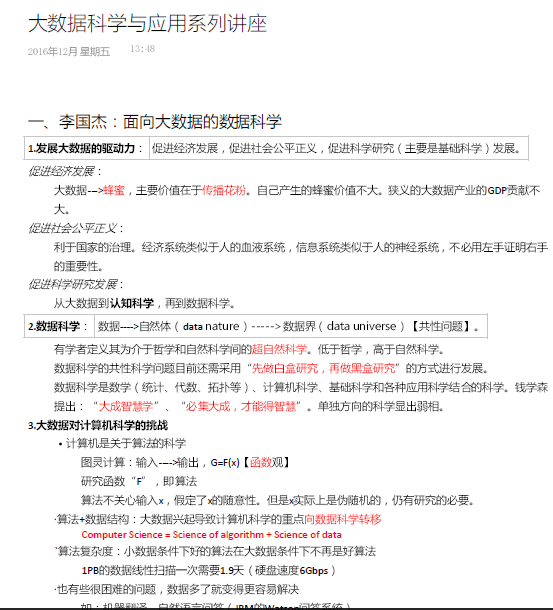 大数据科学与应用系列讲座
2016年12月 星期五 13:48
一、李国杰：面向大数据的数据科学
1.发展大数据的驱动力： 促进经济发展，促进社会公平正义，促进科学研究（主要是基础科学）发展。
促进经济发展：
大数据--->蜂蜜，主要价值在于传播花粉。自己产生的蜂蜜价值不大。狭义的大数据产业的GDP贡献不
大。
促进社会公平正义：
利于国家的治理。经济系统类似于人的血液系统，信息系统类似于人的神经系统，不必用左手证明右手
的重要性。
促进科学研究发展：
从大数据到认知科学，再到数据科学。
2.数据科学： 数据---->自然体（data nature）-----> 数据界（data universe）【共性问题】。
有学者定义其为介于哲学和自然科学间的超自然科学。低于哲学，高于自然科学。
数据科学的共性科学问题目前还需采用“先做白盒研究，再做黑盒研究”的方式进行发展。
数据科学是数学（统计、代数、拓扑等）、计算机科学、基础科学和各种应用科学结合的科学。钱学森
提出：“大成智慧学”、“必集大成，才能得智慧”。单独方向的科学显出弱相。
3.大数据对计算机科学的挑战
•计算机是关于算法的科学
图灵计算：输入---->输出，G=F(x)【函数观】
研究函数“F”，即算法
算法不关心输入x，假定了x的随意性。但是x实际上是伪随机的，仍有研究的必要。
·算法+数据结构：大数据兴起导致计算机科学的重点向数据科学转移
Computer Science = Science of algorithm + Science of data
`算法复杂度：小数据条件下好的算法在大数据条件下不再是好算法
1PB的数据线性扫描一次需要1.9天（硬盘速度6Gbps）
·也有些很困难的问题，数据多了就变得更容易解决
如：机器翻译、自然语言问答（IBM的Watson问答系统）